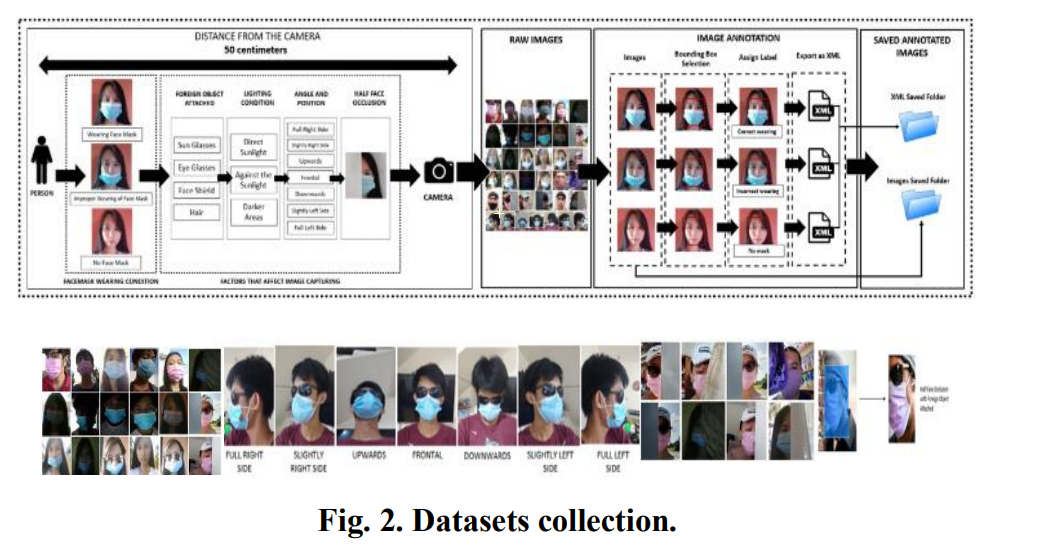 DISTANCE FROM THE CAMERA
50 centimeters
PERSON
Wearing Face Mask
Improper Wearing of Face Mask
No Face Mask
FACEMASK WEARING CONDITION
FOREIGN OBJECT
ATTACHED
Sun Glasses
Eye Glasses
Face Shield
Hair
LIGHTING
CONDITION
Direct
Sunlight
Against the
Sunlight
Darker
Areas
ANGLE AND
POSITION
Full Right Side
Slightly Right Side
Upwards
Frontal
Downwards
Slightly Left Side
Full Left Side
HALF FACE
OCCLUSION
FACTORS THAT AFFECT IMAGE CAPTURING
CAMERA
RAW IMAGES
IMAGE ANNOTATION
Images
Bounding Box
Selection
Assign Label
Export as XML
Correct wearing
XML
Incorrect wearing
XML
No mask
XML
SAVED ANNOTATED
IMAGES
XML Saved Folder
Images Saved Folder
FULL RIGHT
SIDE
SLIGHTLY
RIGHT SIDE
UPWARDS
FRONTAL
DOWNWARDS
SLIGHTLY LEFT
SIDE
FULL LEFT
SIDE
Half Face Occlusion
with Foreign Object
Attached
Fig. 2. Datasets collection.